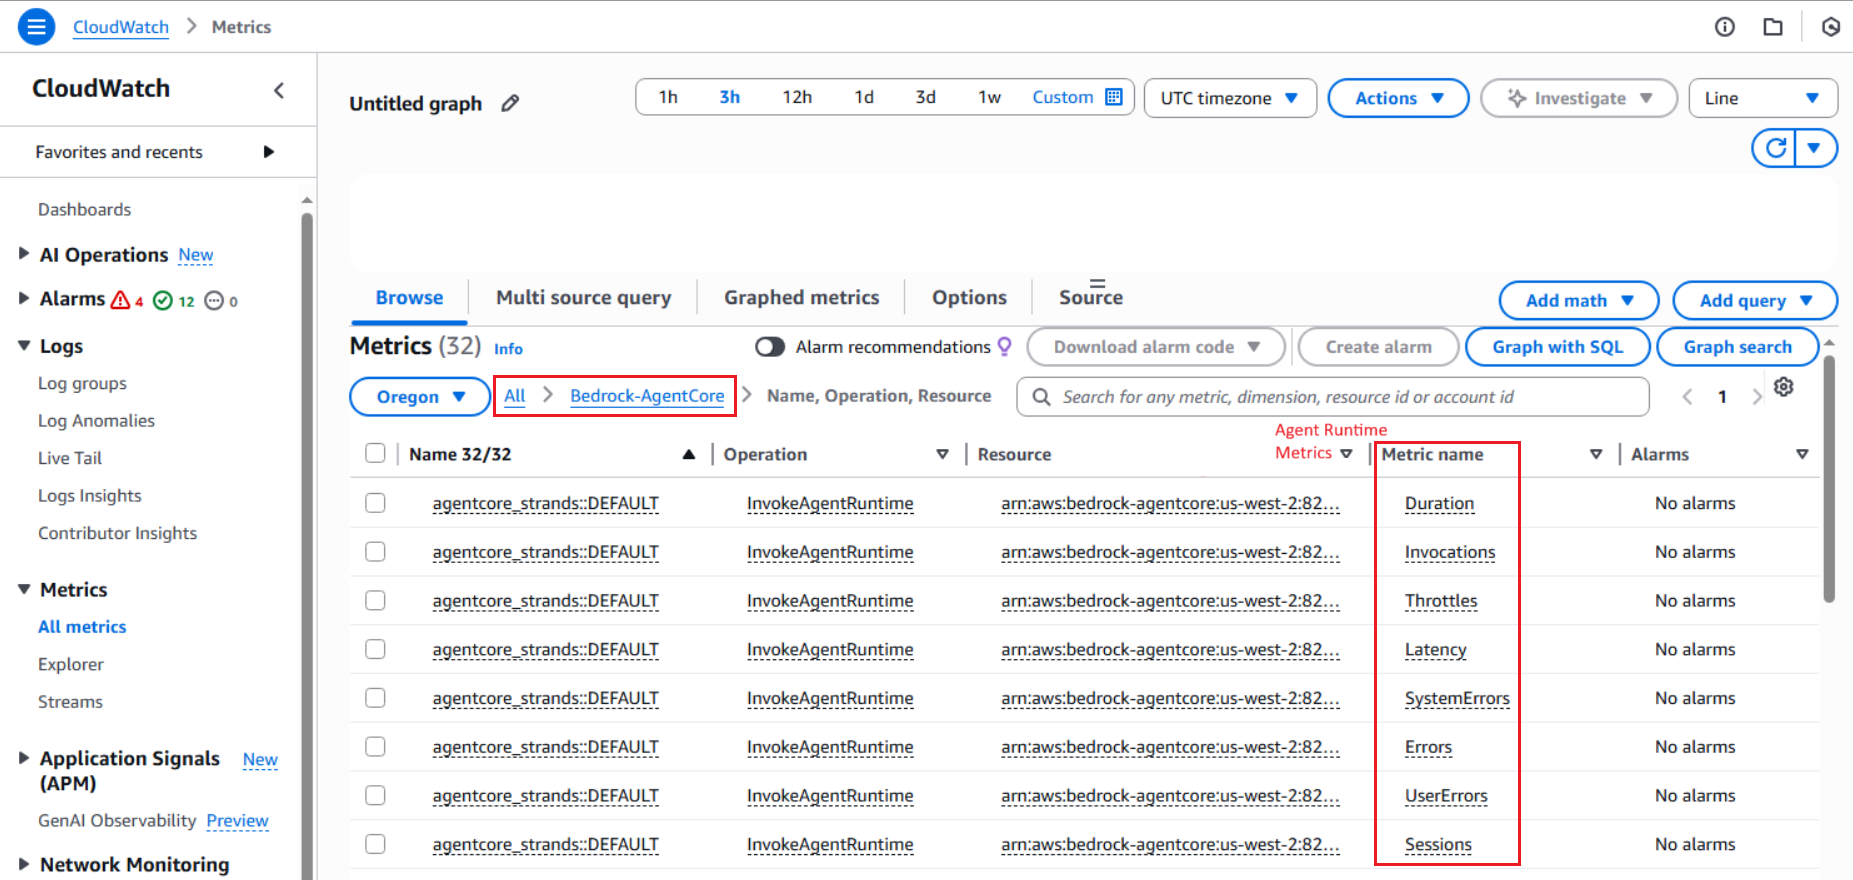 CloudWatch > Metrics
CloudWatch
Favorites and recents
Dashboards
AI Operations New
Alarms 4 12 0
Logs
Log groups
Log Anomalies
Live Tail
Logs Insights
Contributor Insights
Metrics
All metrics
Explorer
Streams
Application Signals New
(APM)
GenAI Observability Preview
Network Monitoring
Untitled graph
1h 3h 12h 1d 3d 1w Custom UTC timezone Actions Investigate Line
Browse Multi source query Graphed metrics Options Source Add math Add query
Metrics (32) Info Alarm recommendations Download alarm code Create alarm Graph with SQL Graph search
Oregon All > Bedrock-AgentCore > Name, Operation, Resource Search for any metric, dimension, resource id or account id 1
Agent Runtime
Metrics
Name 32/32 Operation Resource Metric name Alarms
agentcore_strands::DEFAULT InvokeAgentRuntime arn:aws:bedrock-agentcore:us-west-2:82... Duration No alarms
agentcore_strands::DEFAULT InvokeAgentRuntime arn:aws:bedrock-agentcore:us-west-2:82... Invocations No alarms
agentcore_strands::DEFAULT InvokeAgentRuntime arn:aws:bedrock-agentcore:us-west-2:82... Throttles No alarms
agentcore_strands::DEFAULT InvokeAgentRuntime arn:aws:bedrock-agentcore:us-west-2:82... Latency No alarms
agentcore_strands::DEFAULT InvokeAgentRuntime arn:aws:bedrock-agentcore:us-west-2:82... SystemErrors No alarms
agentcore_strands::DEFAULT InvokeAgentRuntime arn:aws:bedrock-agentcore:us-west-2:82... Errors No alarms
agentcore_strands::DEFAULT InvokeAgentRuntime arn:aws:bedrock-agentcore:us-west-2:82... UserErrors No alarms
agentcore_strands::DEFAULT InvokeAgentRuntime arn:aws:bedrock-agentcore:us-west-2:82... Sessions No alarms